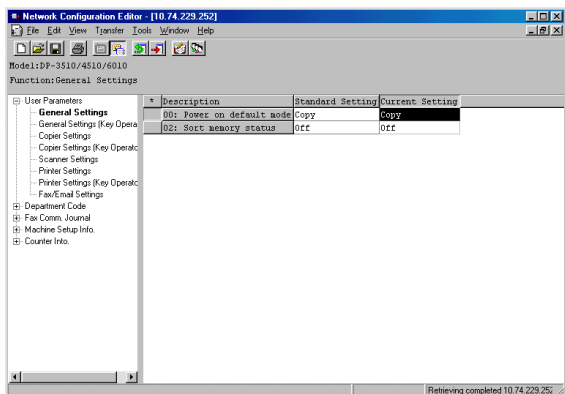 Network Configuration Editor - [10.74.229.252]
File Edit View Transfer Tools Window Help
Model:DP-3510/4510/6010
Function:General Settings
User Parameters
General Settings
General Settings (Key Opera
Copier Settings
Copier Settings (Key Operato
Scanner Settings
Printer Settings
Printer Settings (Key Operato
Fax/Email Settings
Department Code
Fax Comm. Journal
Machine Setup Info.
Counter Into.
* Description Standard Setting Current Setting
00: Power on default mode Copy Copy
02: Sort memory status Off Off
Retrieving completed 10.74.229.252